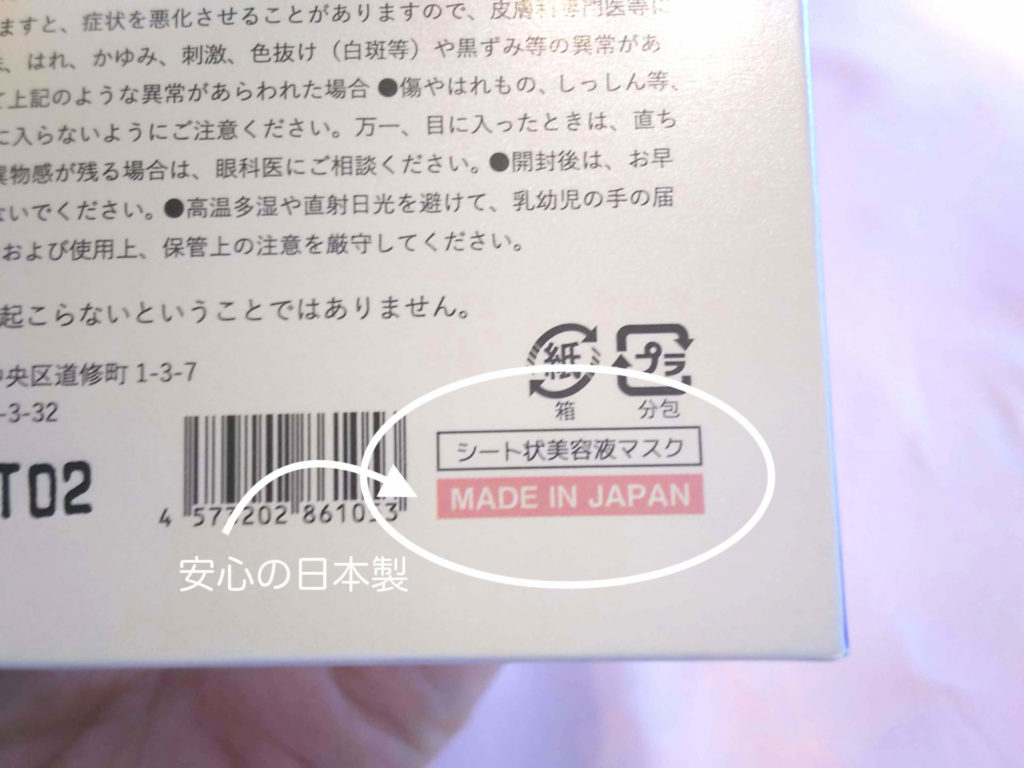 ますと、症状を悪化させることがありますので、皮膚科専門医等に
、はれ、かゆみ、刺激、色抜け（白斑等）や黒ずみ等の異常があ
て上記のような異常があらわれた場合 ●傷やはれもの、しっしん等、
に入らないようにご注意ください。万一、目に入ったときは、直ち
異物感が残る場合は、眼科医にご相談ください。●開封後は、お早
ないでください。●高温多湿や直射日光を避けて、乳幼児の手の届
および使用上、保管上の注意を厳守してください。
起こらないということではありません。
中央区道修町 1-3-7
-3-32
紙
プラ
箱
分包
シート状美容液マスク
MADE IN JAPAN
T02
4 573202 861053
安心の日本製